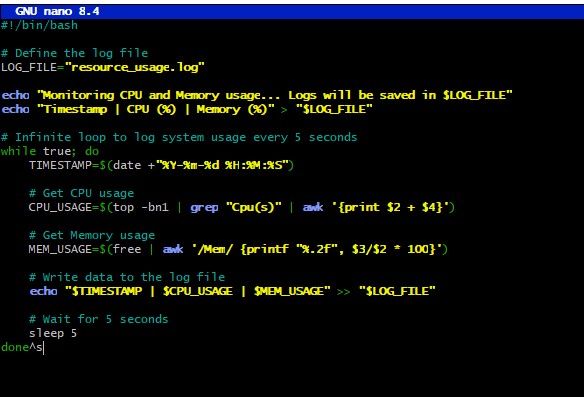 GNU nano 8.4
#!/bin/bash
# Define the log file
LOG_FILE="resource_usage.log"
echo "Monitoring CPU and Memory usage... Logs will be saved in $LOG_FILE"
echo "Timestamp | CPU (%) | Memory (%)" > "$LOG_FILE"
# Infinite loop to log system usage every 5 seconds
while true; do
    TIMESTAMP=$(date +"%Y-%m-%d %H:%M:%S")
    # Get CPU usage
    CPU_USAGE=$(top -bn1 | grep "Cpu(s)" | awk '{print $2 + $4}')
    # Get Memory usage
    MEM_USAGE=$(free | awk '/Mem/ {printf "%.2f", $3/$2 * 100}')
    # Write data to the log file
    echo "$TIMESTAMP | $CPU_USAGE | $MEM_USAGE" >> "$LOG_FILE"
    # Wait for 5 seconds
    sleep 5
done^s